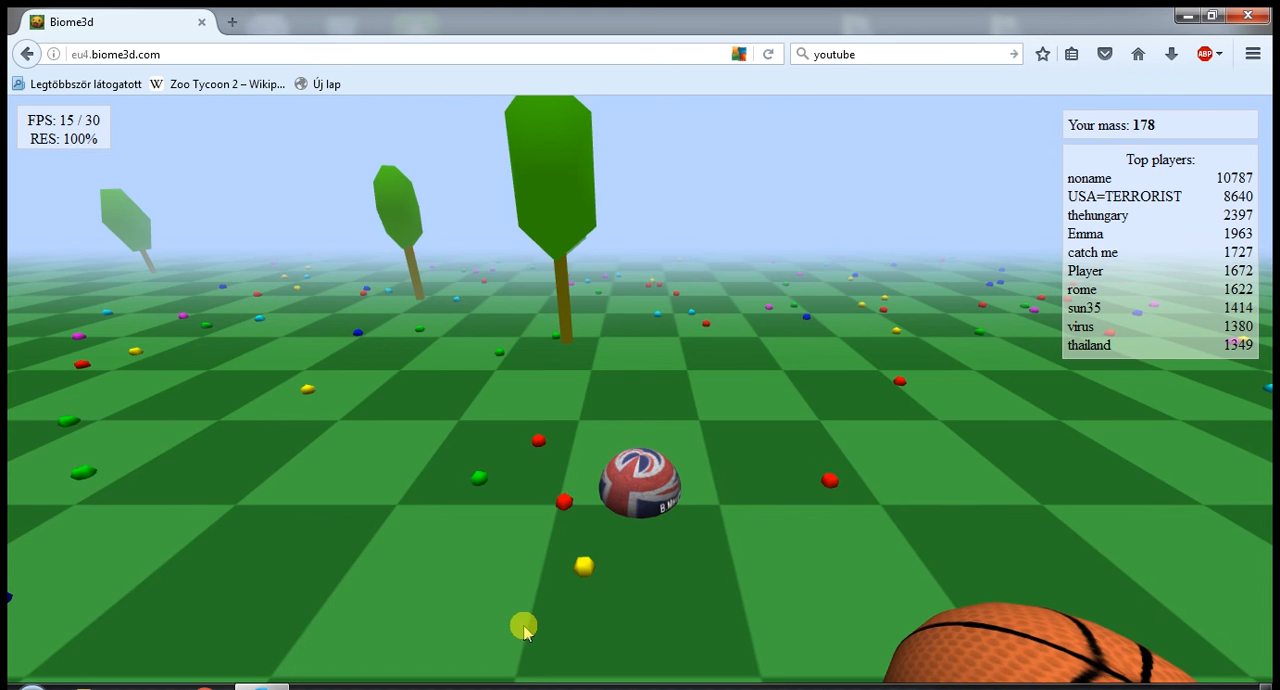 Biome3d
eu4.biome3d.com
youtube
ABP
Legtöbbször látogatott
W Zoo Tycoon 2 – Wikip...
Új lap
FPS: 15 / 30
RES: 100%
Your mass: 178
Top players:
noname 10787
USA=TERRORIST 8640
thehungary 2397
Emma 1963
catch me 1727
Player 1672
rome 1622
sun35 1414
virus 1380
thailand 1349